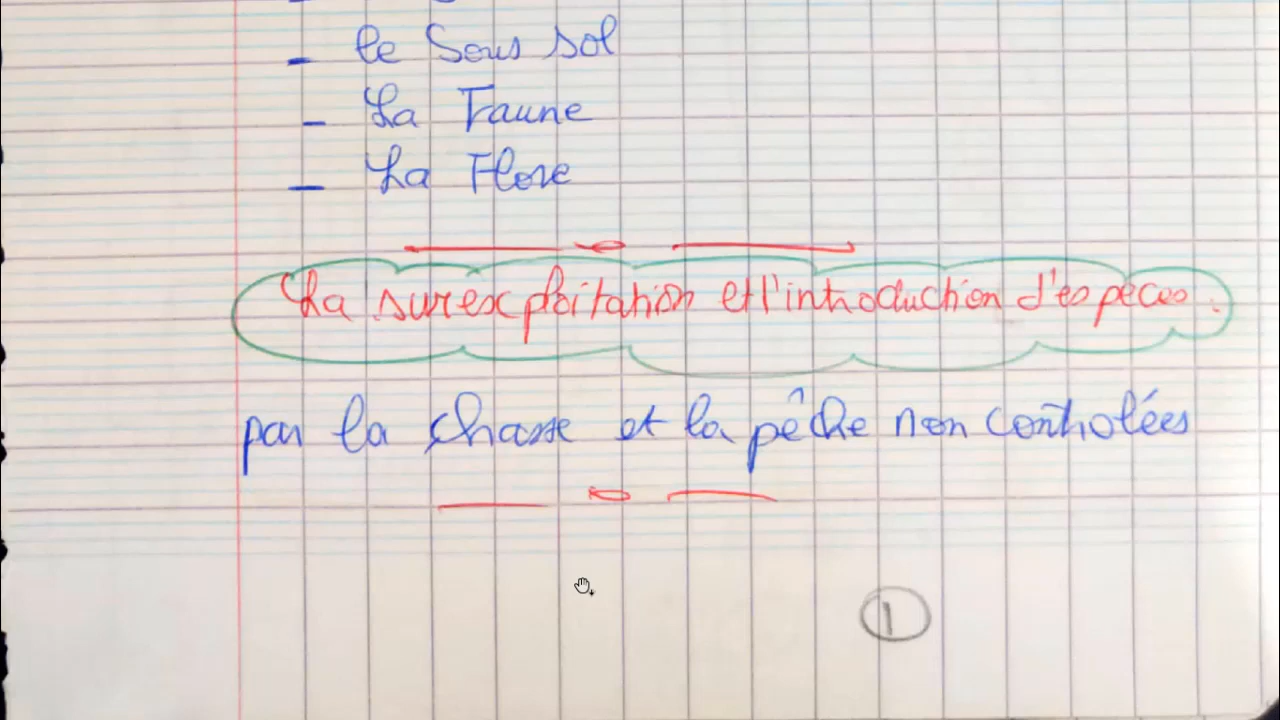 - le Sous sol
- La Faune
- La Flore
La surexploitation et l'introduction d'espèces.
par la chasse et la pêche non contrôlées
1